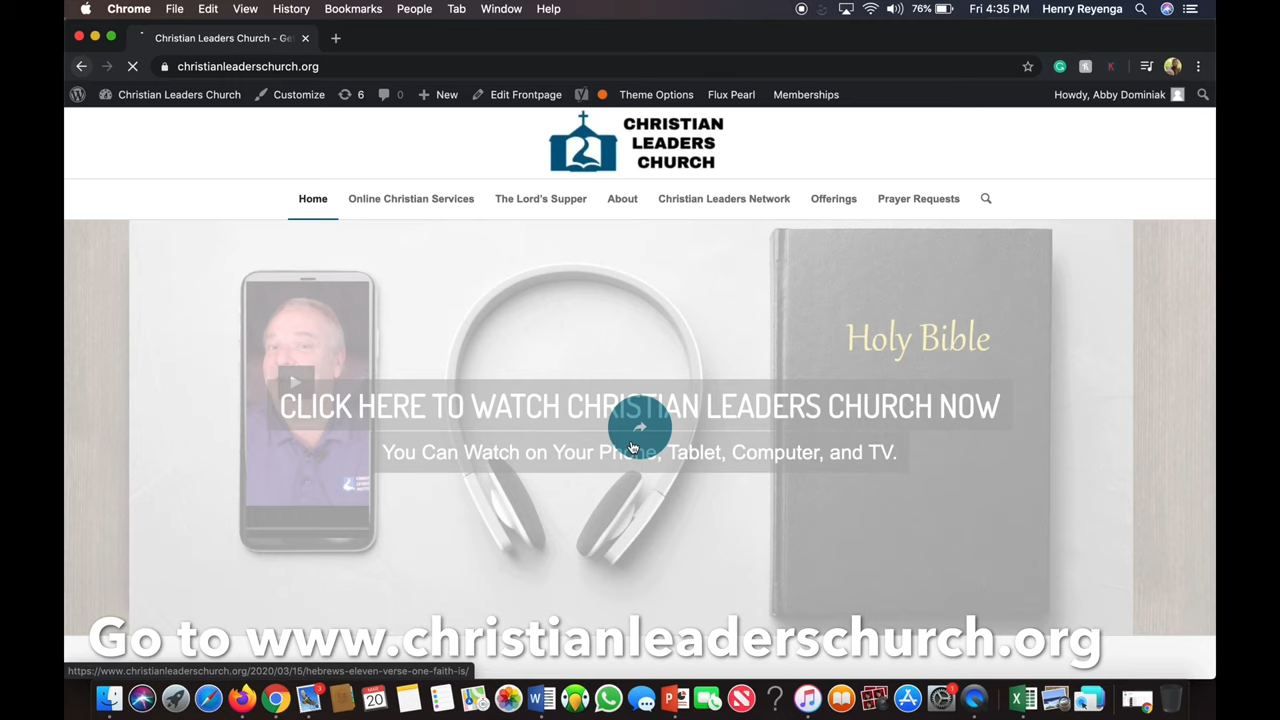 Chrome File Edit View History Bookmarks People Tab Window Help 76% Fri 4:35 PM Henry Reyenga
Christian Leaders Church - Ge
christianleaderschurch.org
Christian Leaders Church Customize 6 0 New Edit Frontpage Theme Options Flux Pearl Memberships Howdy, Abby Dominiak
CHRISTIAN
LEADERS
CHURCH
Home Online Christian Services The Lord's Supper About Christian Leaders Network Offerings Prayer Requests
Holy Bible
CLICK HERE TO WATCH CHRISTIAN LEADERS CHURCH NOW
You Can Watch on Your Phone, Tablet, Computer, and TV.
Go to www.christianleaderschurch.org
https://www.christianleaderschurch.org/2020/03/15/hebrews-eleven-verse-one-faith-is/